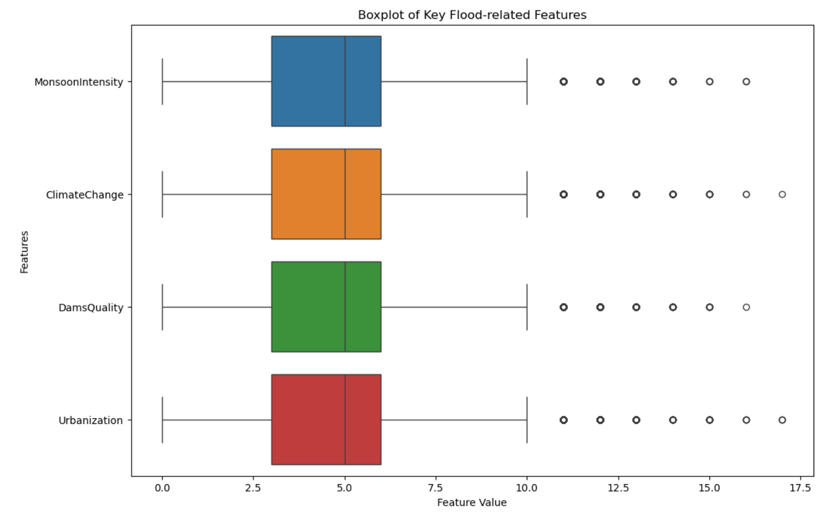 Boxplot of Key Flood-related Features
MonsoonIntensity
ClimateChange
DamsQuality
Urbanization
Features
0.0 2.5 5.0 7.5 10.0 12.5 15.0 17.5
Feature Value